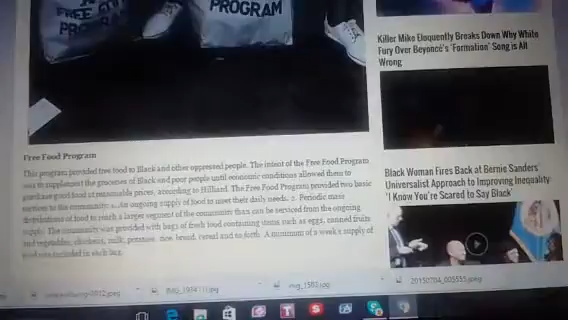 FREE FOOD
PROGRAM
PROGRAM
Killer Mike Eloquently Breaks Down Why White
Fury Over Beyoncé's 'Formation' Song is All
Wrong
Free Food Program
This program provided free food to Black and other oppressed people. The intent of the Free Food Program
was to supplement the groceries of Black and poor people until economic conditions allowed them to
purchase good food at reasonable prices, according to Hilliard. The Free Food Program provided two basic
services to the community: 1. An ongoing supply of food to meet their daily needs. 2. Periodic mass
distributions of food to reach a larger segment of the community than can be serviced from the ongoing
supply. The community was provided with bags of fresh food containing items such as eggs, canned fruits
and vegetables, chickens, milk, potatoes, rice, bread, cereal and so forth. A minimum of a week's supply of
food was included in each bag.
Black Woman Fires Back at Bernie Sanders'
Universalist Approach to Improving Inequality:
'I Know You're Scared to Say Black'
20150704_005555.jpeg